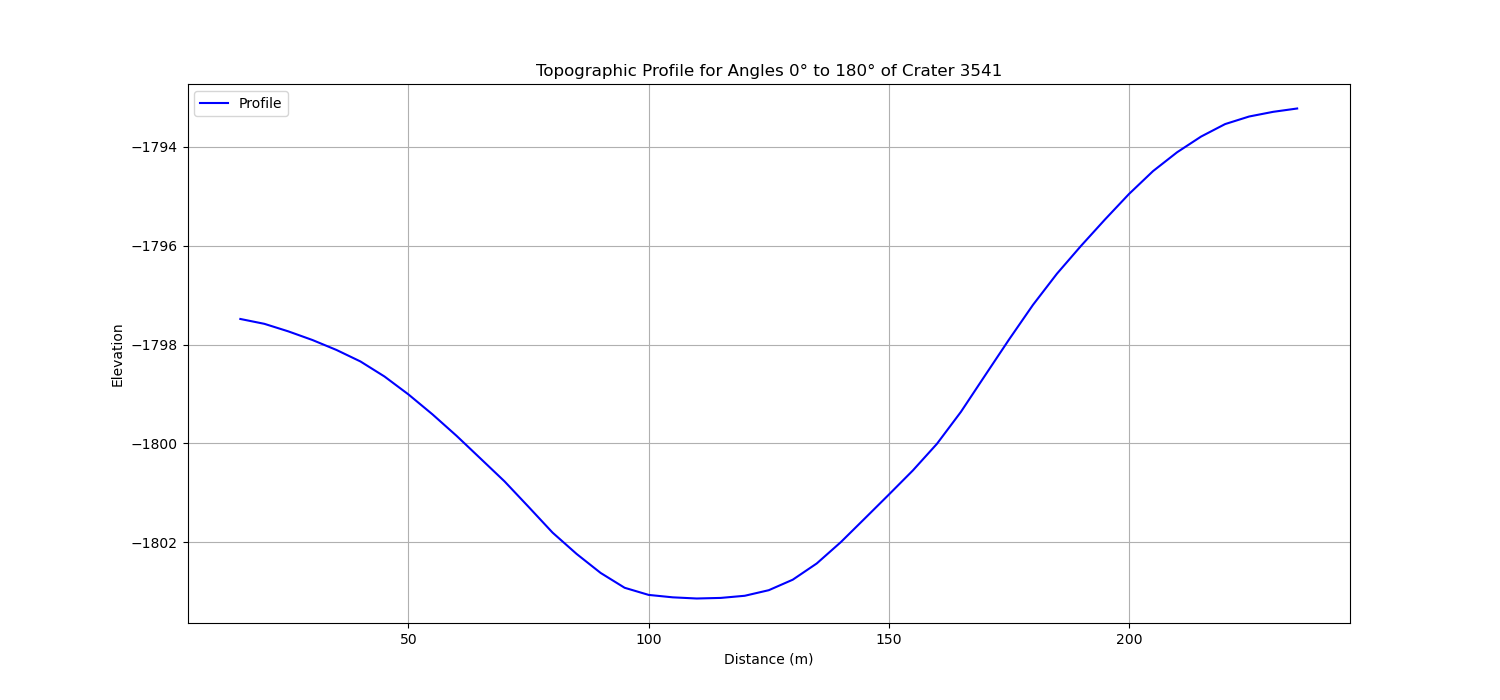 Topographic Profile for Angles 0° to 180° of Crater 3541
Profile
−1794
−1796
−1798
−1800
−1802
Elevation
50
100
150
200
Distance (m)